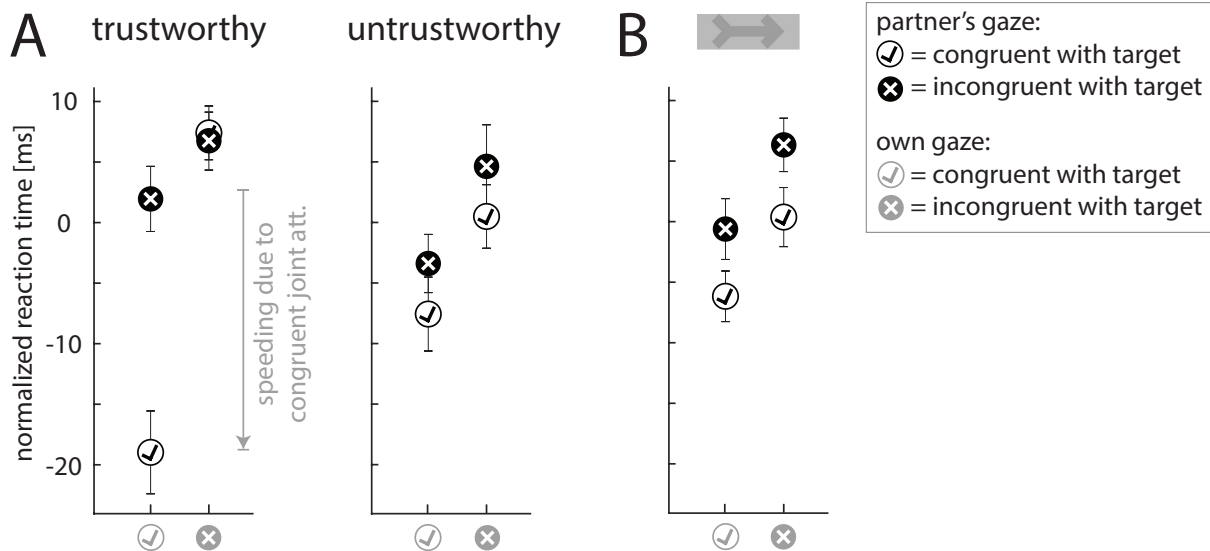 A
trustworthy
untrustworthy
B
normalized reaction time [ms]
10
0
-10
-20
speeding due to
congruent joint att.
partner's gaze:
= congruent with target
= incongruent with target
own gaze:
= congruent with target
= incongruent with target